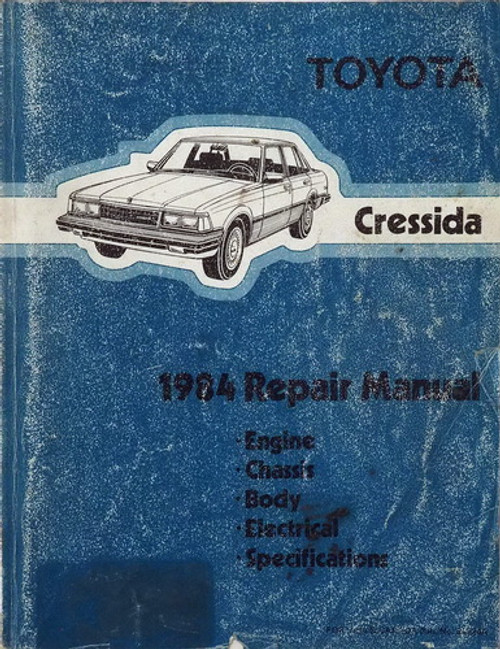 TOYOTA
Cressida
1984 Repair Manual
· Engine
· Chassis
· Body
· Electrical
· Specifications